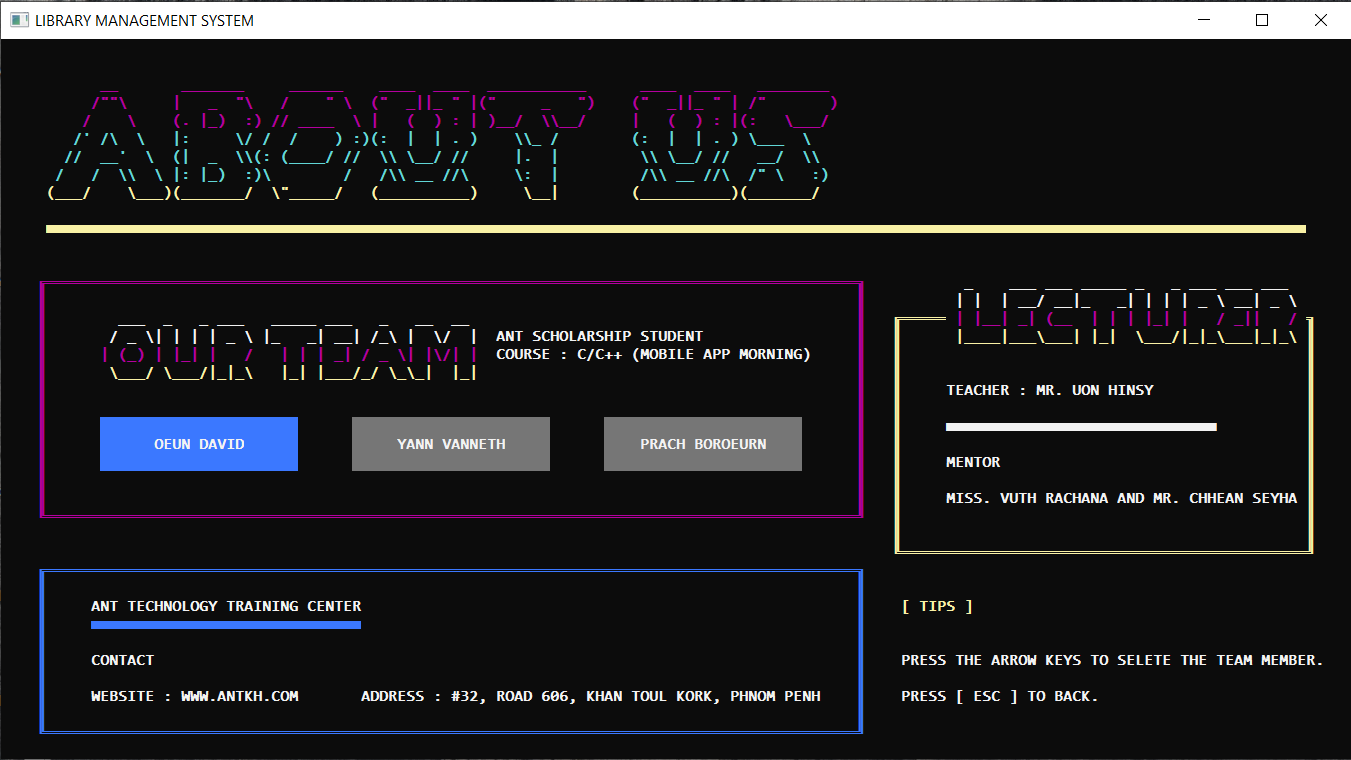 LIBRARY MANAGEMENT SYSTEM
ABOUT US
OUR TEAM
ANT SCHOLARSHIP STUDENT
COURSE : C/C++ (MOBILE APP MORNING)
OEUN DAVID
YANN VANNETH
PRACH BOROEURN
LECTURER
TEACHER : MR. UON HINSY
MENTOR
MISS. VUTH RACHANA AND MR. CHHEAN SEYHA
ANT TECHNOLOGY TRAINING CENTER
CONTACT
WEBSITE : WWW.ANTKH.COM
ADDRESS : #32, ROAD 606, KHAN TOUL KORK, PHNOM PENH
[ TIPS ]
PRESS THE ARROW KEYS TO SELETE THE TEAM MEMBER.
PRESS [ ESC ] TO BACK.